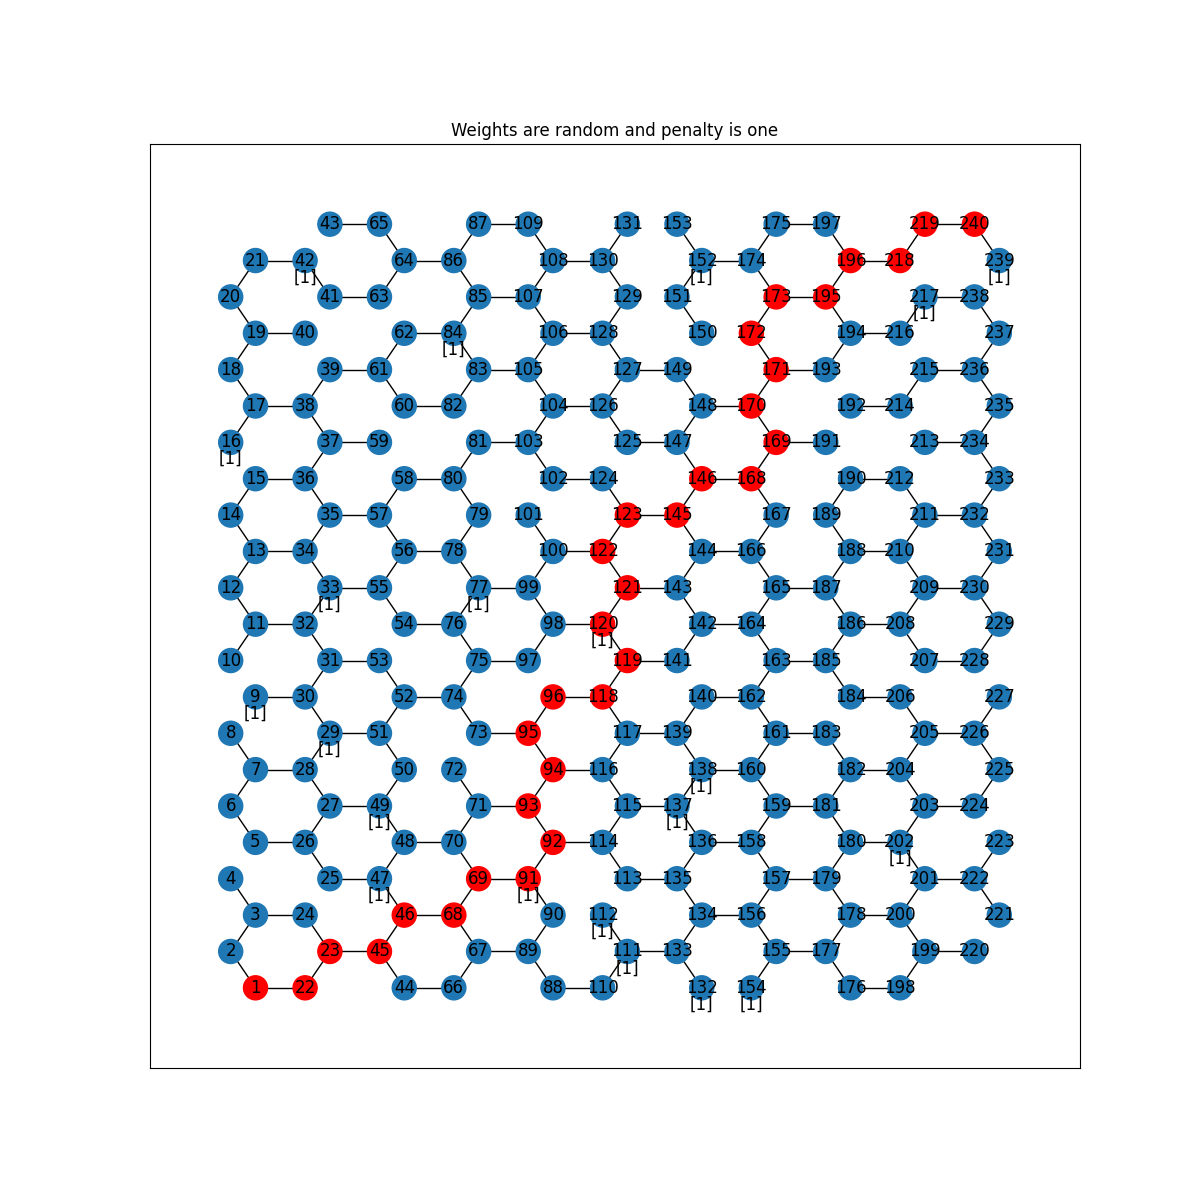 Weights are random and penalty is one
43 65 87 109 131 153 175 197 219 240
21 42 64 86 108 130 152 174 196 218 239
[1] [1] [1]
20 41 63 85 107 129 151 173 195 217 238
[1]
19 40 62 84 106 128 150 172 194 216 237
[1]
18 39 61 83 105 127 149 171 193 215 236
17 38 60 82 104 126 148 170 192 214 235
16 37 59 81 103 125 147 169 191 213 234
[1]
15 36 58 80 102 124 146 168 190 212 233
14 35 57 79 101 123 145 167 189 211 232
13 34 56 78 100 122 144 166 188 210 231
12 33 55 77 99 121 143 165 187 209 230
[1] [1]
11 32 54 76 98 120 142 164 186 208 229
[1]
10 31 53 75 97 119 141 163 185 207 228
9 30 52 74 96 118 140 162 184 206 227
[1]
8 29 51 73 95 117 139 161 183 205 226
[1]
7 28 50 72 94 116 138 160 182 204 225
[1]
6 27 49 71 93 115 137 159 181 203 224
[1] [1]
5 26 48 70 92 114 136 158 180 202 223
[1]
4 25 47 69 91 113 135 157 179 201 222
[1] [1]
3 24 46 68 90 112 134 156 178 200 221
[1]
2 23 45 67 89 111 133 155 177 199 220
[1]
1 22 44 66 88 110 132 154 176 198
[1] [1]